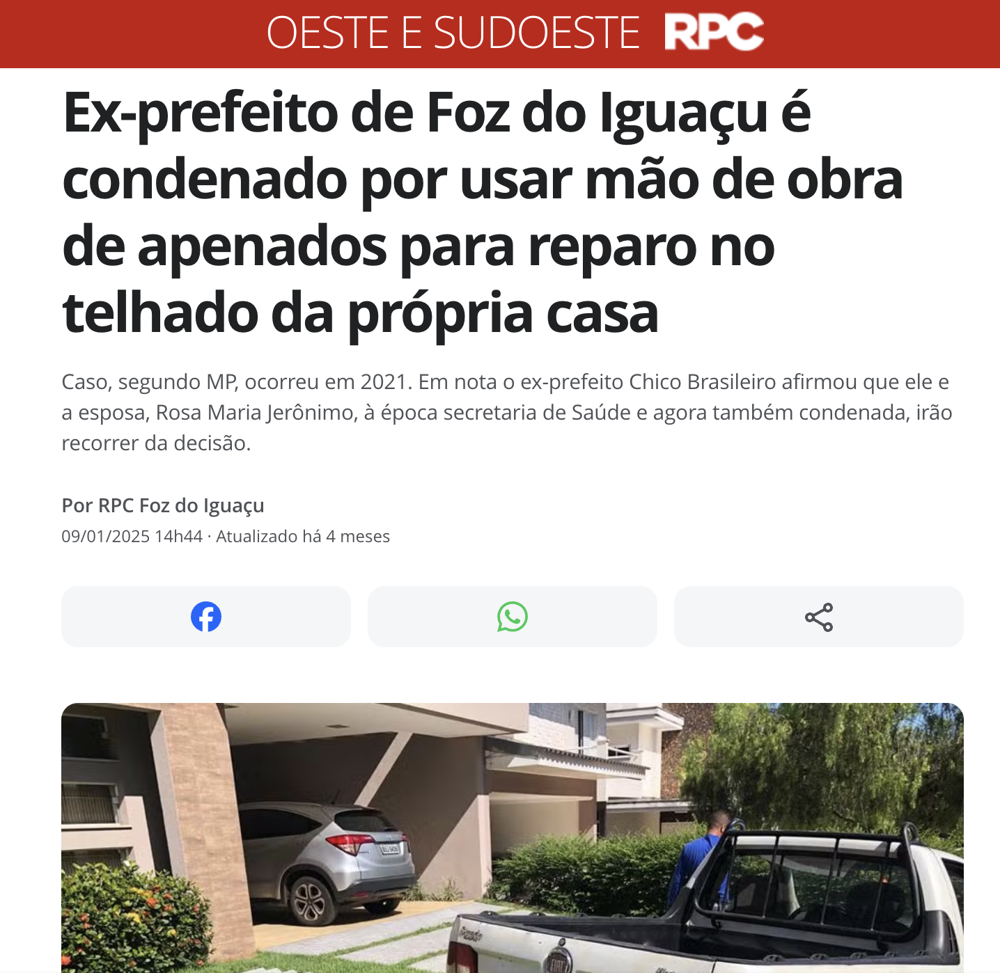 OESTE E SUDOESTE RPC
Ex-prefeito de Foz do Iguaçu é
condenado por usar mão de obra
de apenados para reparo no
telhado da própria casa
Caso, segundo MP, ocorreu em 2021. Em nota o ex-prefeito Chico Brasileiro afirmou que ele e
a esposa, Rosa Maria Jerônimo, à época secretaria de Saúde e agora também condenada, irão
recorrer da decisão.
Por RPC Foz do Iguaçu
09/01/2025 14h44 · Atualizado há 4 meses
FIAT